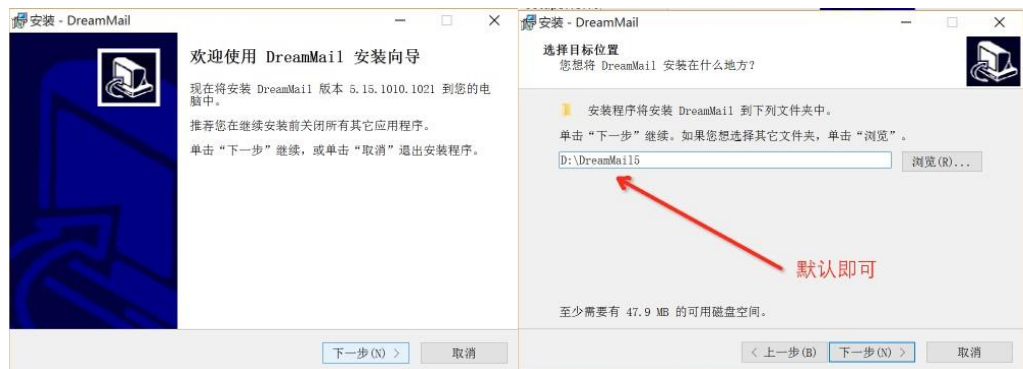 安装 - DreamMail
欢迎使用 DreamMail 安装向导
现在将安装 DreamMail 版本 5.15.1010.1021 到您的电
脑中。
推荐您在继续安装前关闭所有其它应用程序。
单击“下一步”继续，或单击“取消”退出安装程序。
下一步(N) >
取消
安装 - DreamMail
选择目标位置
您想将 DreamMail 安装在什么地方？
安装程序将安装 DreamMail 到下列文件夹中。
单击“下一步”继续。如果您想选择其它文件夹，单击“浏览”。
D:\DreamMail5
浏览(R)...
默认即可
至少需要有 47.9 MB 的可用磁盘空间。
< 上一步(B)
下一步(N) >
取消